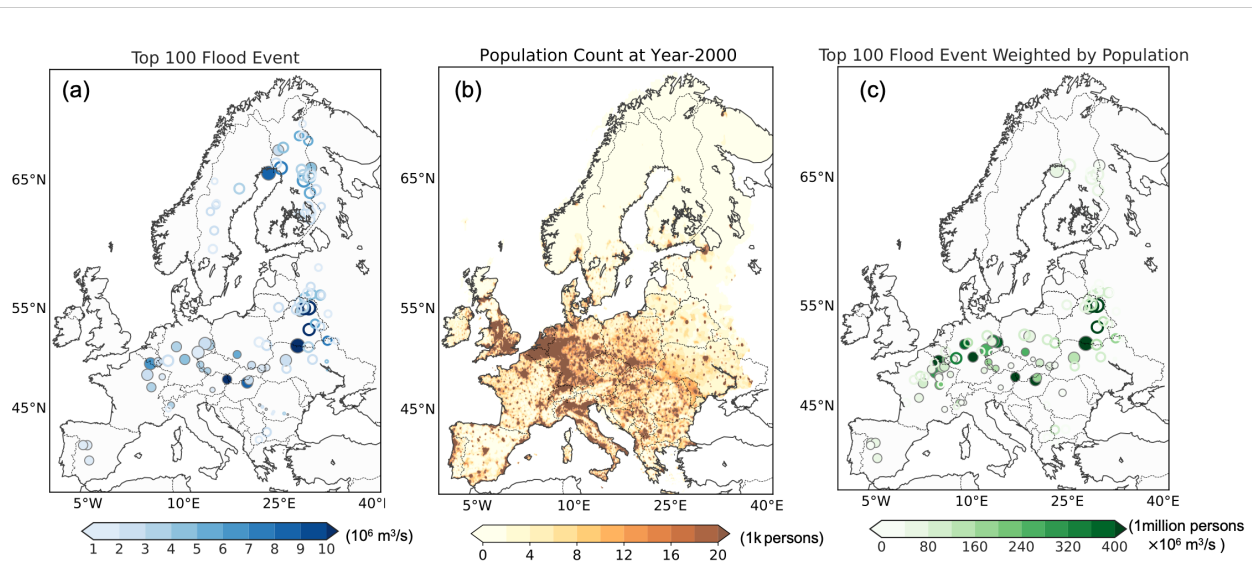 Top 100 Flood Event
(a)
65°N
55°N
45°N
5°W 10°E 25°E 40°E
1 2 3 4 5 6 7 8 9 10
(10⁶ m³/s)
Population Count at Year-2000
(b)
65°N
55°N
45°N
5°W 10°E 25°E 40°E
0 4 8 12 16 20
(1k persons)
Top 100 Flood Event Weighted by Population
(c)
65°N
55°N
45°N
5°W 10°E 25°E 40°E
0 80 160 240 320 400
(1million persons
×10⁶ m³/s )